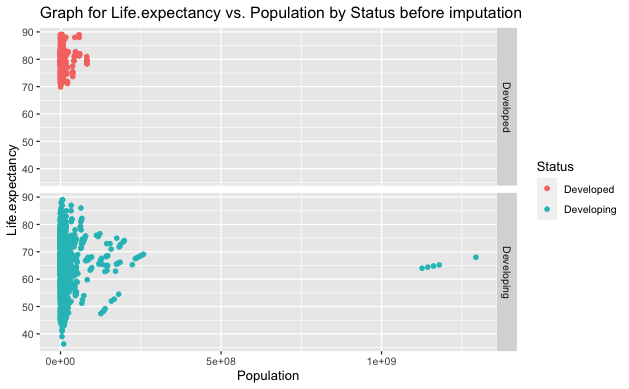 Graph for Life.expectancy vs. Population by Status before imputation
90
80
70
60
50
40
Developed
90
80
70
60
50
40
Developing
Life.expectancy
0e+00
5e+08
1e+09
Population
Status
Developed
Developing